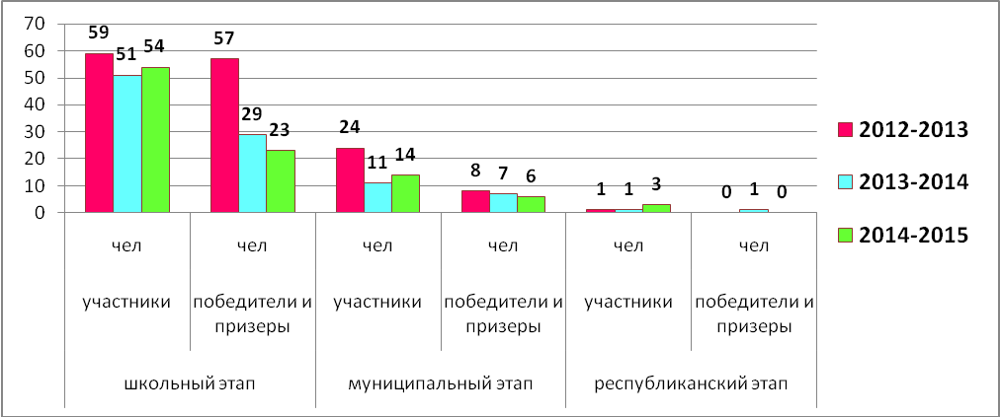 70
60
50
40
30
20
10
0
59
51
54
57
29
23
24
11
14
8
7
6
1
1
3
0
1
0
чел
чел
чел
чел
чел
чел
участники
победители и
призеры
участники
победители и
призеры
участники
победители и
призеры
школьный этап
муниципальный этап
республиканский этап
2012-2013
2013-2014
2014-2015